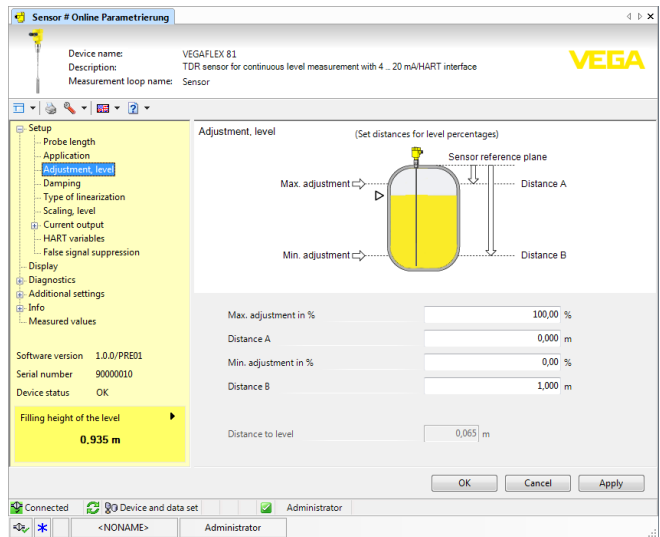 Sensor # Online Parametrierung
Device name: VEGAFLEX 81
Description: TDR sensor for continuous level measurement with 4 .. 20 mA/HART interface
Measurement loop name: Sensor
VEGA
Setup
Probe length
Application
Adjustment, level
Damping
Type of linearization
Scaling, level
Current output
HART variables
False signal suppression
Display
Diagnostics
Additional settings
Info
Measured values
Software version 1.0.0/PRE01
Serial number 90000010
Device status OK
Filling height of the level
0,935 m
Adjustment, level
(Set distances for level percentages)
Sensor reference plane
Max. adjustment
Distance A
Min. adjustment
Distance B
Max. adjustment in % 100,00 %
Distance A 0,000 m
Min. adjustment in % 0,00 %
Distance B 1,000 m
Distance to level 0,065 m
OK Cancel Apply
Connected Device and data set Administrator
<NONAME> Administrator